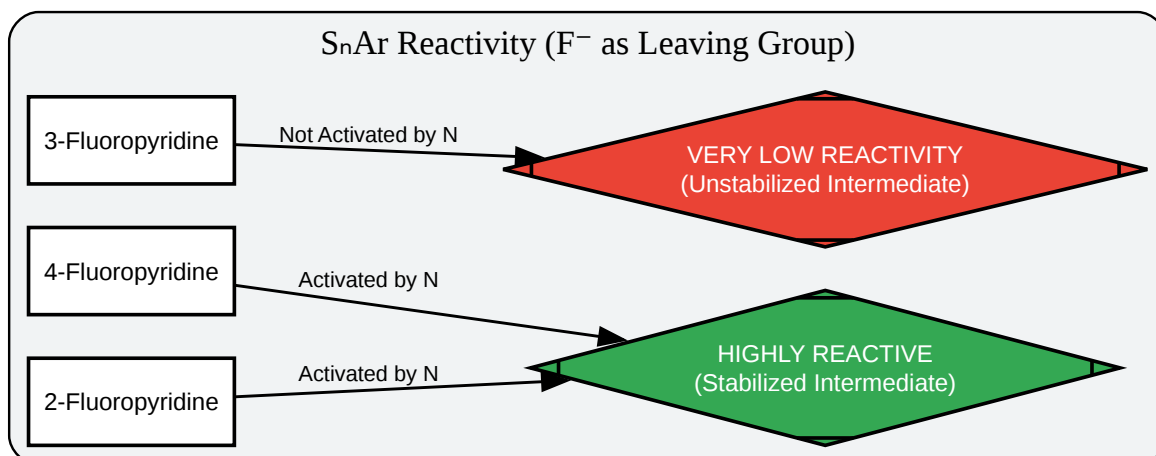 SₙAr Reactivity (F⁻ as Leaving Group)
3-Fluoropyridine
Not Activated by N
VERY LOW REACTIVITY
(Unstabilized Intermediate)
4-Fluoropyridine
Activated by N
HIGHLY REACTIVE
(Stabilized Intermediate)
2-Fluoropyridine
Activated by N